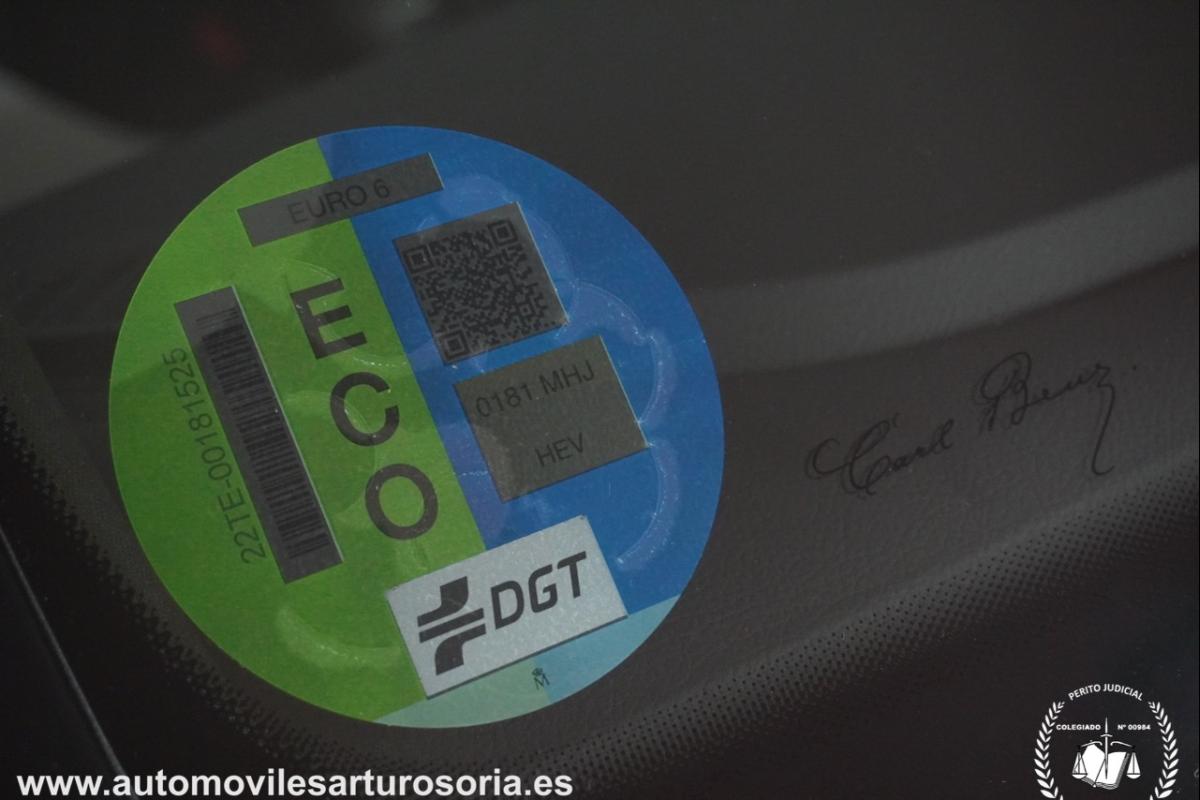 EURO 6
ECO
22TE-00181525
0181 MHJ
HEV
DGT
M
Carl Benz.
PERITO JUDICIAL
COLEGIADO Nº 00984
www.automovilesarturosoria.es